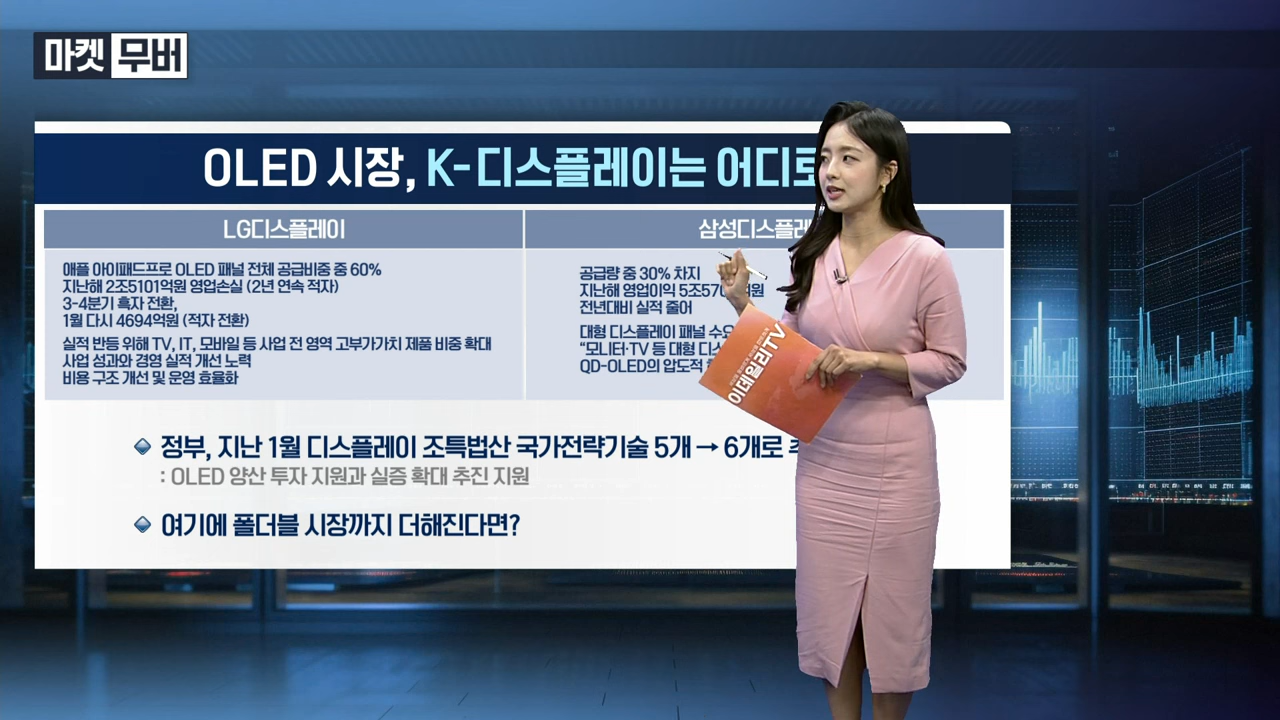 마켓무버
OLED 시장, K-디스플레이는
LG디스플레이
애플 아이패드프로 OLED 패널 전체 공급비중 중 60%
지난해 2조5101억원 영업손실 (2년 연속 적자)
3-4분기 흑자 전환,
1월 다시 4694억원 (적자 전환)
실적 반등 위해 TV, IT, 모바일 등 사업 전 영역 고부가가치 제품 비중 확대
사업 성과와 경영 실적 개선 노력
비용 구조 개선 및 운영 효율화
공급량 중 30% 차지
지난해 영업이익
전년대비 실적 줄어
대형 디스플레이 패널
“모니터·TV 등 대형
QD-OLED의 압도적
이데일리TV
정부, 지난 1월 디스플레이 조특법산 국가전략기술 5개 → 6개로
: OLED 양산 투자 지원과 실증 확대 추진 지원
여기에 폴더블 시장까지 더해진다면?